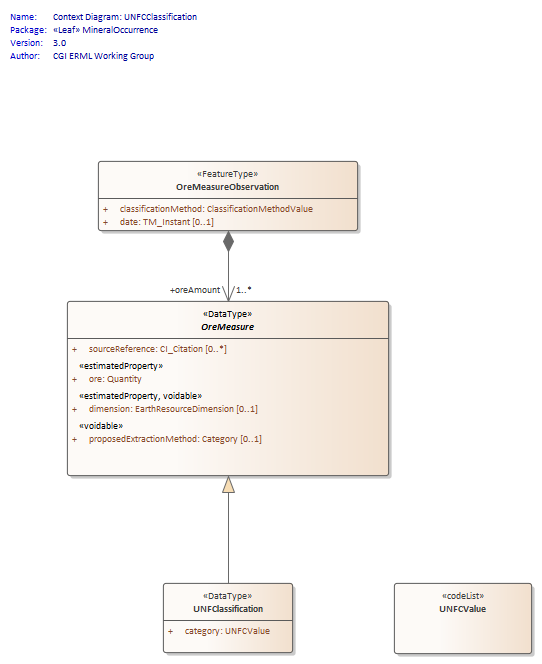 Name: Context Diagram: UNFCClassification
Package: «Leaf» MineralOccurrence
Version: 3.0
Author: CGI ERML Working Group
«FeatureType»
OreMeasureObservation
+ classificationMethod: ClassificationMethodValue
+ date: TM_Instant [0..1]
+oreAmount 1..*
«DataType»
OreMeasure
+ sourceReference: CI_Citation [0..*]
«estimatedProperty»
+ ore: Quantity
«estimatedProperty, voidable»
+ dimension: EarthResourceDimension [0..1]
«voidable»
+ proposedExtractionMethod: Category [0..1]
«DataType»
UNFClassification
+ category: UNFCValue
«codeList»
UNFCValue